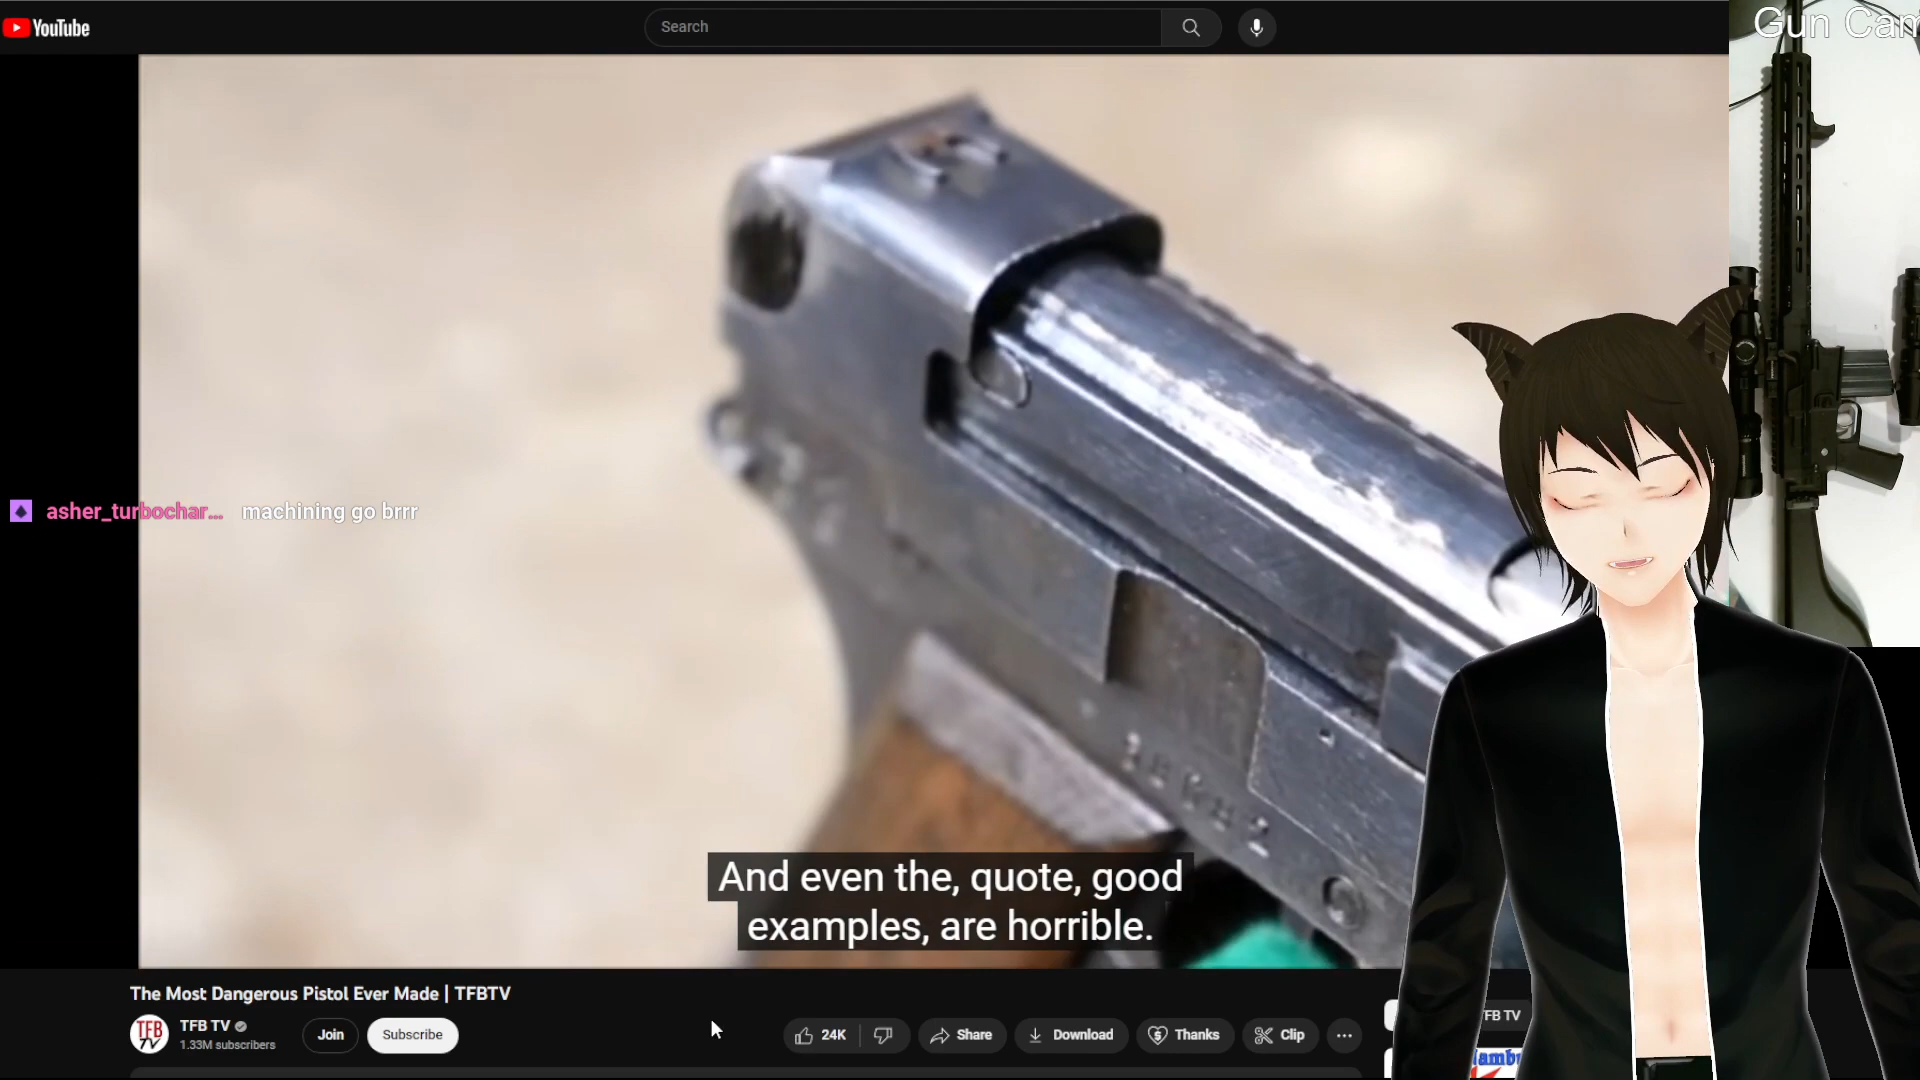 YouTube
Search
Gun Cam
asher_turbochar... machining go brrr
And even the, quote, good
examples, are horrible.
The Most Dangerous Pistol Ever Made | TFBTV
TFB TV
TFB TV
1.33M subscribers
Join
Subscribe
24K
Share
Download
Thanks
Clip
...
FB TV